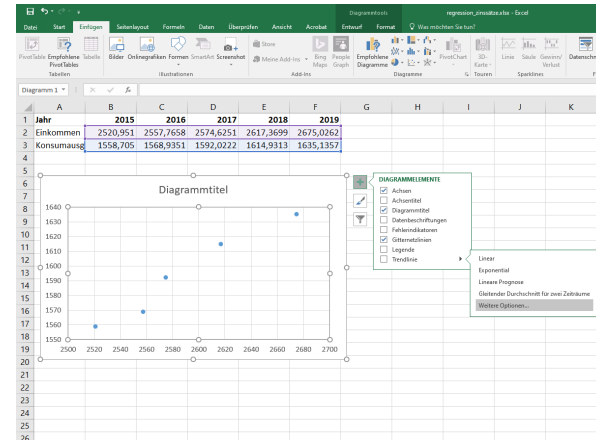 Diagrammtools
regression_zinssätze.xlsx - Excel
Datei Start Einfügen Seitenlayout Formeln Daten Überprüfen Ansicht Acrobat Entwurf Format Was möchten Sie tun?
PivotTable Empfohlene PivotTables Tabelle Bilder Onlinegrafiken Formen SmartArt Screenshot Store Meine Add-Ins Bing Maps People Graph Empfohlene Diagramme PivotChart 3D-Karte Linie Säule Gewinn/Verlust Datenschn
Tabellen Illustrationen Add-Ins Diagramme Touren Sparklines F
Diagramm 1 fx
A B C D E F G H I J K
1 Jahr 2015 2016 2017 2018 2019
2 Einkommen 2520,951 2557,7658 2574,6251 2617,3699 2675,0262
3 Konsumausg 1558,705 1568,9351 1592,0222 1614,9313 1635,1357
4
5
6
7
8
9
10
11
12
13
14
15
16
17
18
19
20
21
22
23
24
25
26
Diagrammtitel
1640
1630
1620
1610
1600
1590
1580
1570
1560
1550
2500 2520 2540 2560 2580 2600 2620 2640 2660 2680 2700
DIAGRAMMELEMENTE
Achsen
Achsentitel
Diagrammtitel
Datenbeschriftungen
Fehlerindikatoren
Gitternetzlinien
Legende
Trendlinie
Linear
Exponential
Lineare Prognose
Gleitender Durchschnitt für zwei Zeiträume
Weitere Optionen...